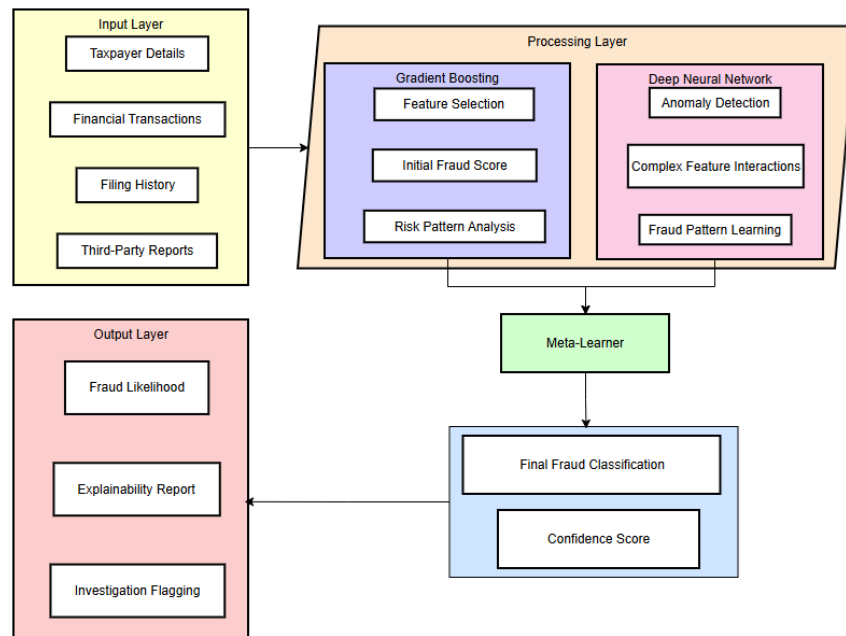 Input Layer
Taxpayer Details
Financial Transactions
Filing History
Third-Party Reports
Processing Layer
Gradient Boosting
Feature Selection
Initial Fraud Score
Risk Pattern Analysis
Deep Neural Network
Anomaly Detection
Complex Feature Interactions
Fraud Pattern Learning
Meta-Learner
Final Fraud Classification
Confidence Score
Output Layer
Fraud Likelihood
Explainability Report
Investigation Flagging